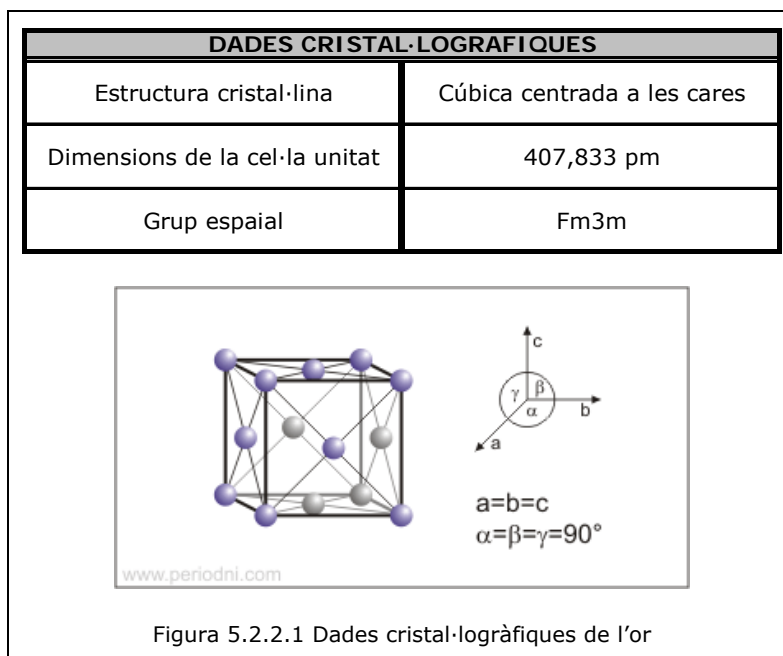 DADES CRISTAL·LOGRAFIQUES
Estructura cristal·lina Cúbica centrada a les cares
Dimensions de la cel·la unitat 407,833 pm
Grup espaial Fm3m
c
γ β
α b
a
a=b=c
α=β=γ=90°
www.periodni.com
Figura 5.2.2.1 Dades cristal·logràfiques de l'or